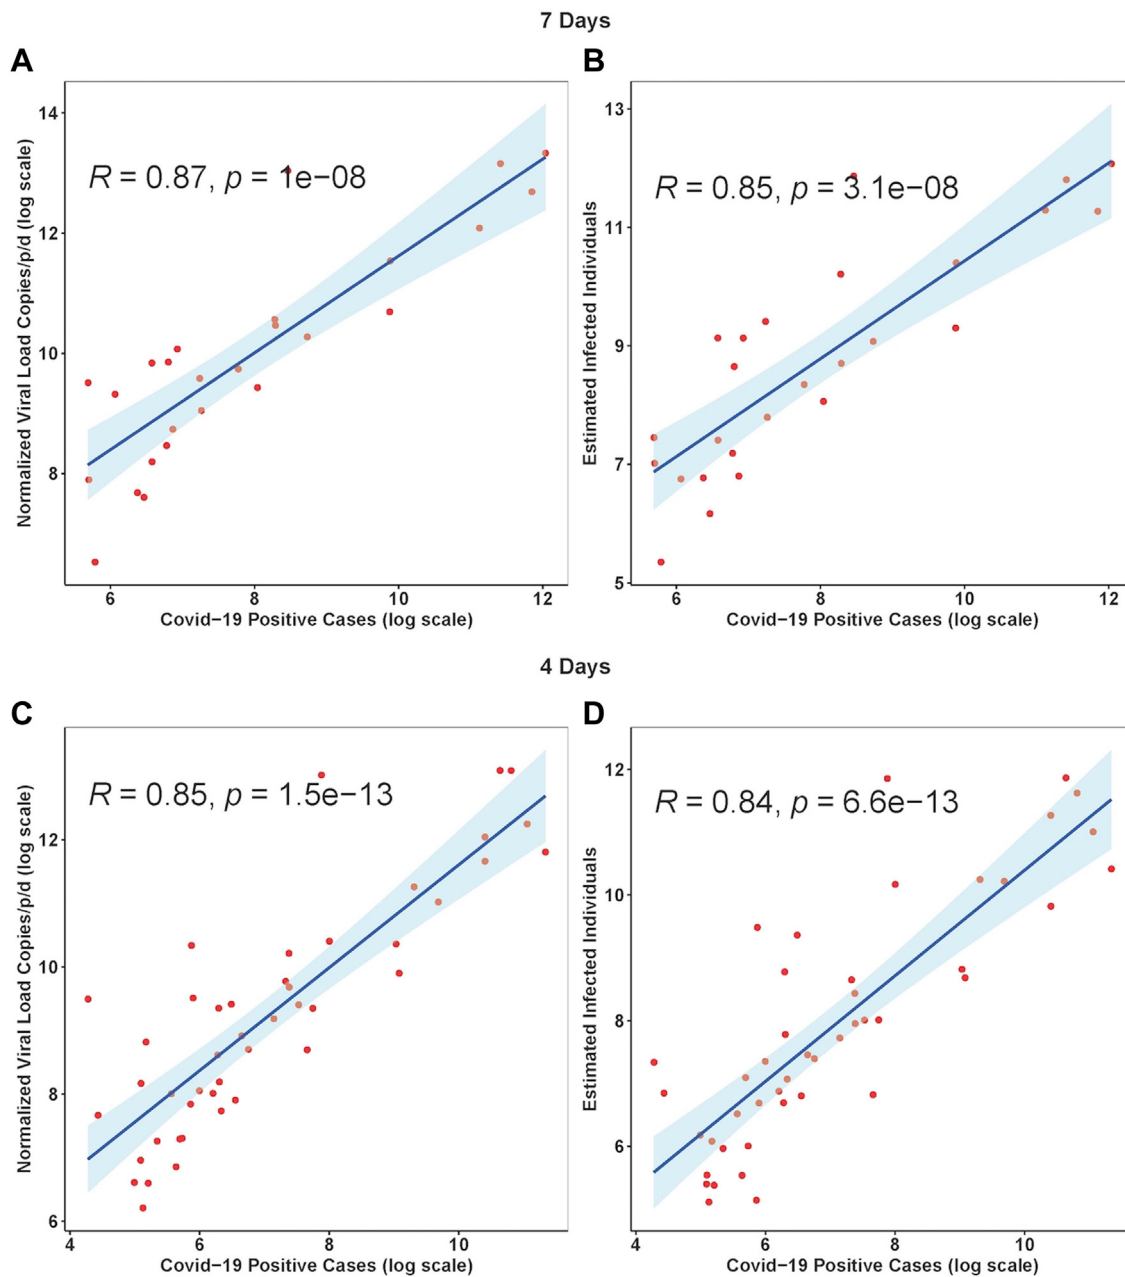 7 Days
A
B
Normalized Viral Load Copies/p/d (log scale)
14
12
10
8
R = 0.87, p = 1e−08
6
8
10
12
Covid−19 Positive Cases (log scale)
Estimated Infected Individuals
13
11
9
7
5
R = 0.85, p = 3.1e−08
6
8
10
12
Covid−19 Positive Cases (log scale)
4 Days
C
D
Normalized Viral Load Copies/p/d (log scale)
12
10
8
6
R = 0.85, p = 1.5e−13
4
6
8
10
Covid−19 Positive Cases (log scale)
Estimated Infected Individuals
12
10
8
6
R = 0.84, p = 6.6e−13
4
6
8
10
Covid−19 Positive Cases (log scale)